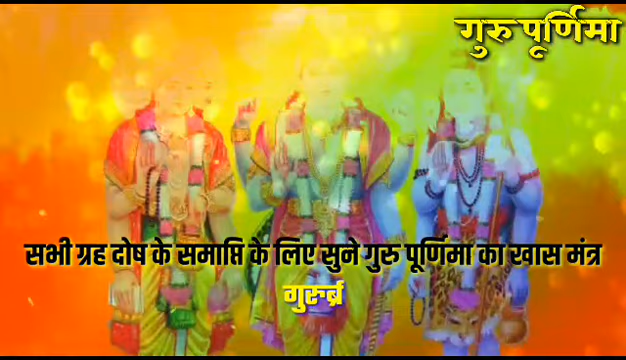 गुरु पूर्णिमा
सभी ग्रह दोष के समाप्ति के लिए सुने गुरु पूर्णिमा का खास मंत्र
गुरुर्ब्र